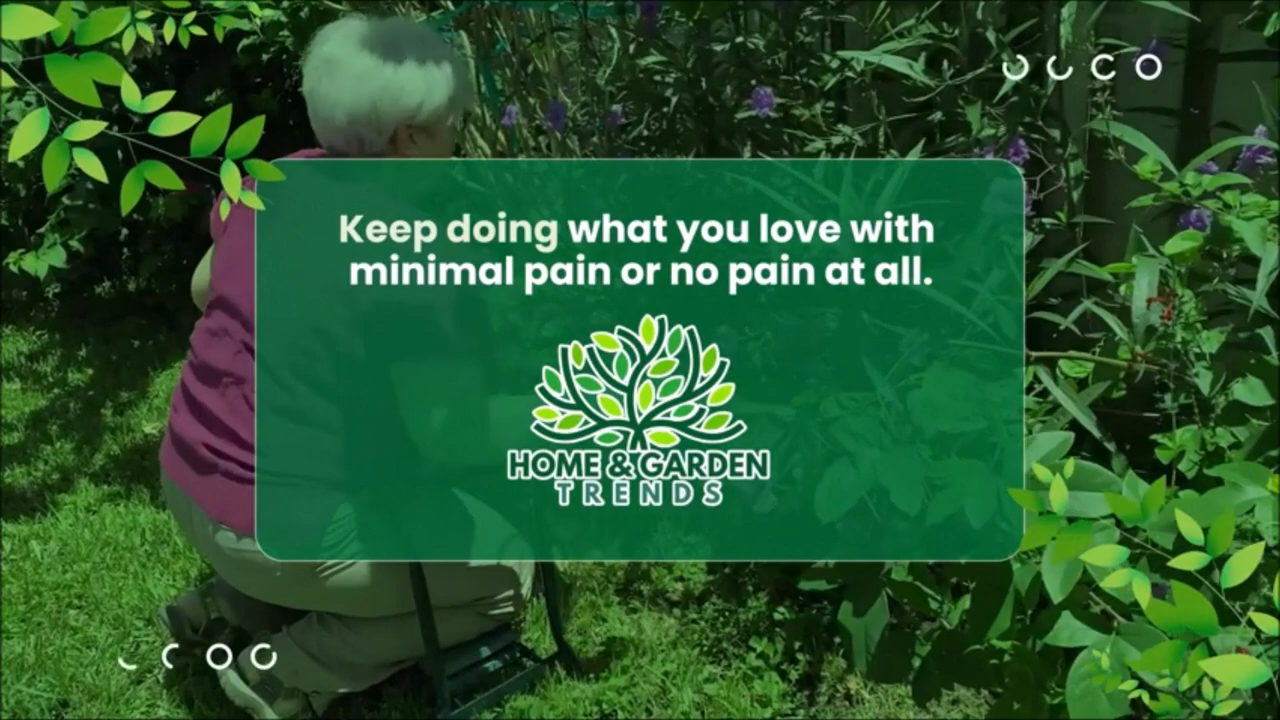 Keep doing what you love with
minimal pain or no pain at all.
HOME & GARDEN
TRENDS